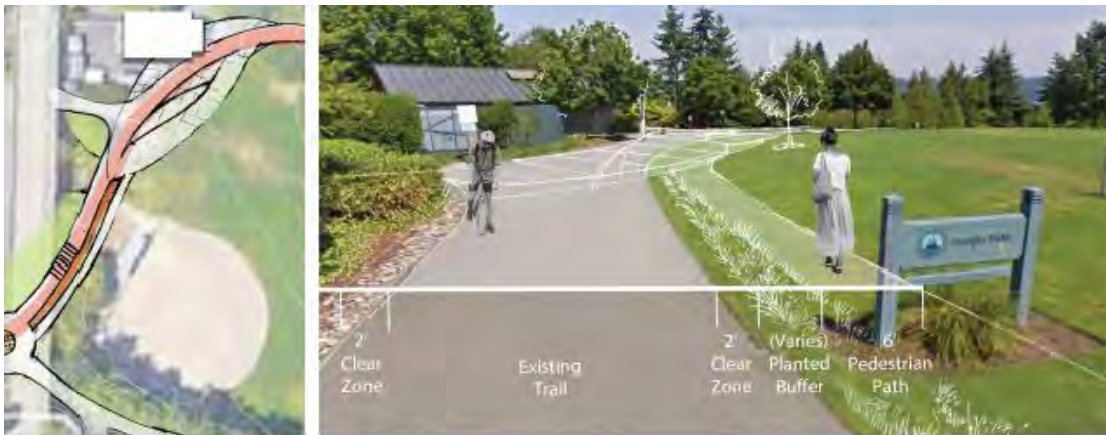 2'
Clear
Zone
Existing
Trail
2'
Clear
Zone
(Varies)
Planted
Buffer
6'
Pedestrian
Path